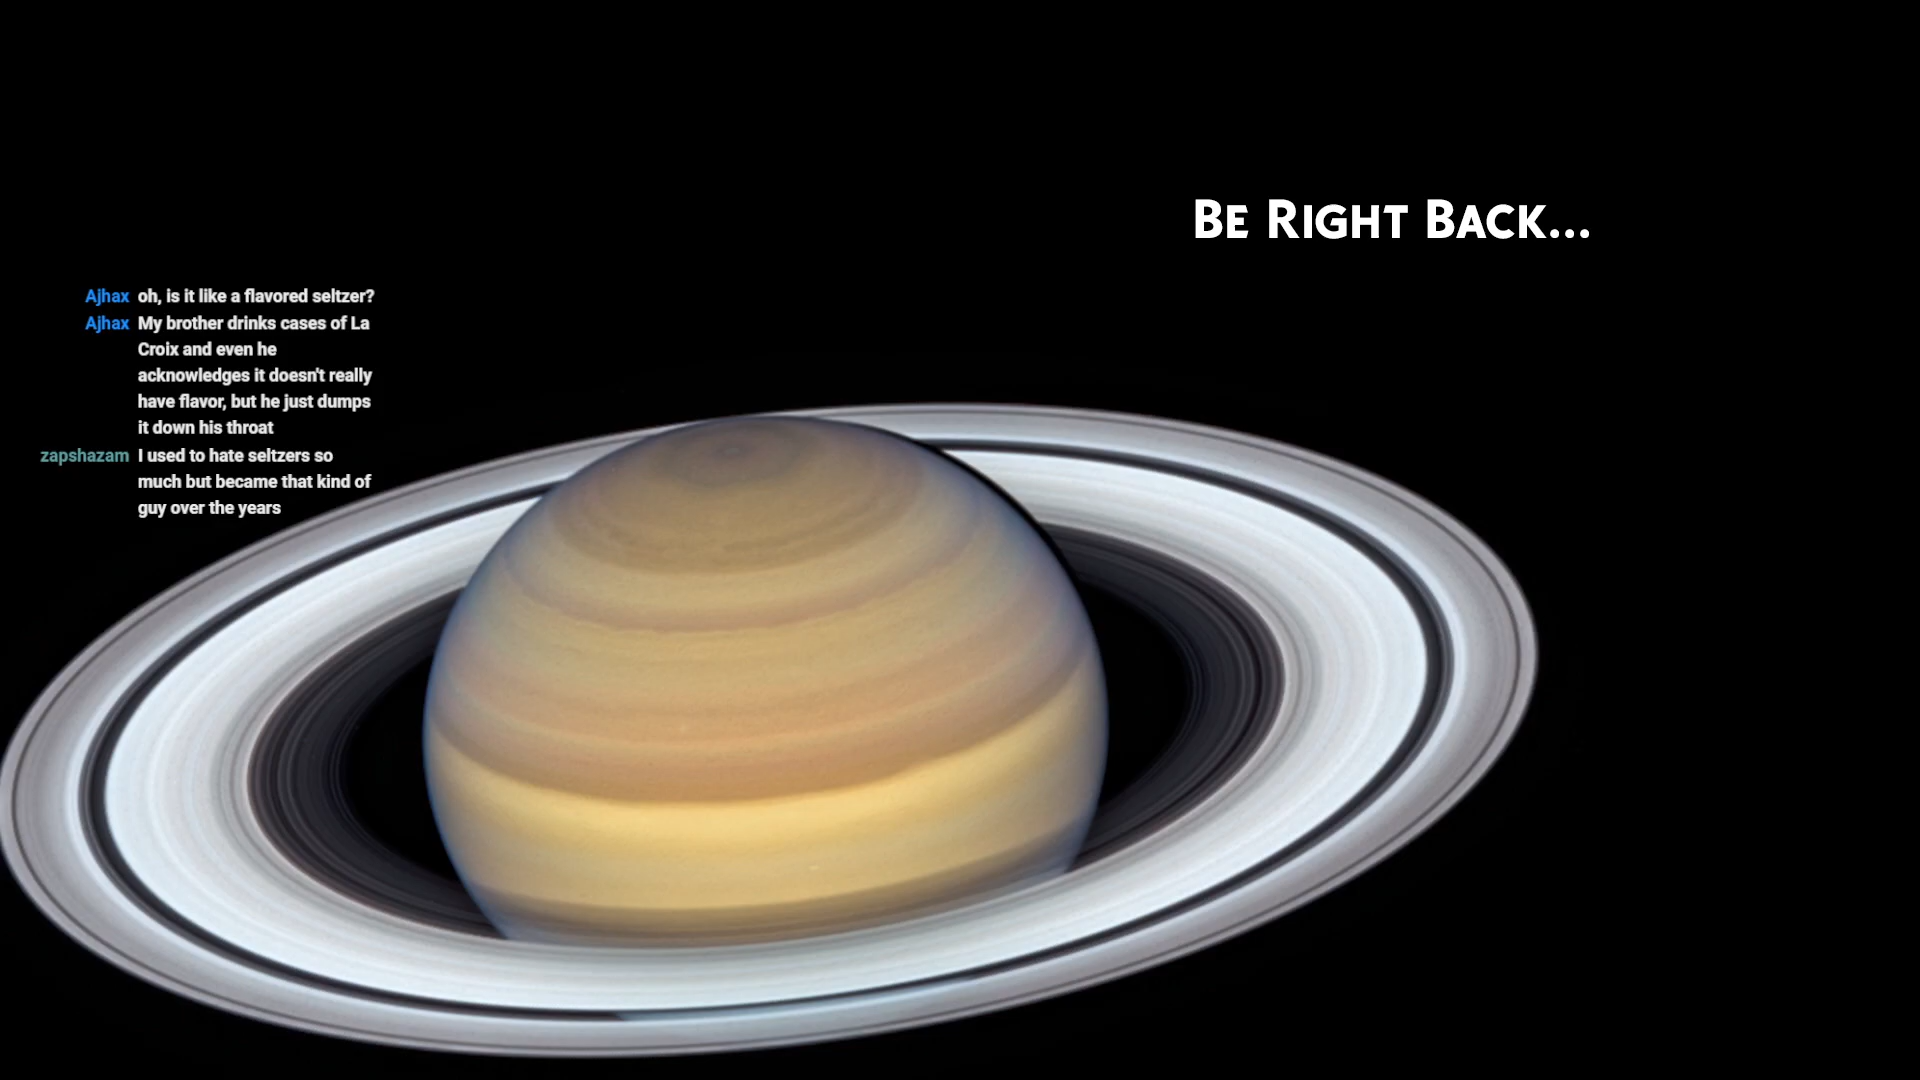 Be Right Back...
Ajhax oh, is it like a flavored seltzer?
Ajhax My brother drinks cases of La
Croix and even he
acknowledges it doesn't really
have flavor, but he just dumps
it down his throat
zapshazam I used to hate seltzers so
much but became that kind of
guy over the years